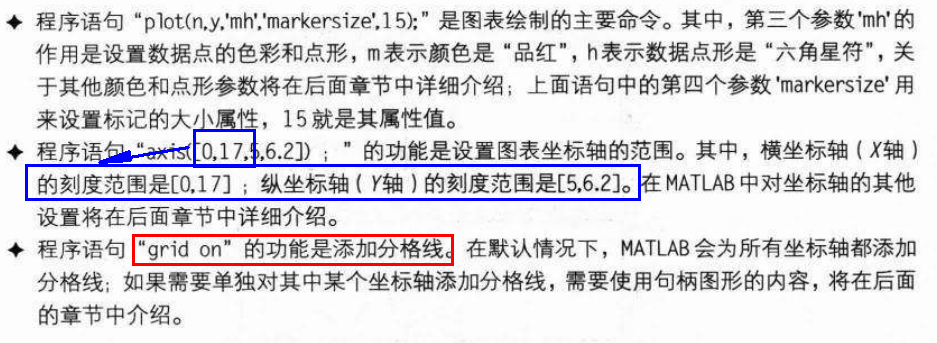 ✦ 程序语句“plot(n,y,'mh','markersize',15);”是图表绘制的主要命令。其中，第三个参数'mh'的
作用是设置数据点的色彩和点形，m表示颜色是“品红”，h表示数据点形是“六角星符”，关
于其他颜色和点形参数将在后面章节中详细介绍；上面语句中的第四个参数'markersize'用
来设置标记的大小属性，15就是其属性值。
✦ 程序语句“axis([0,17,5,6.2])；”的功能是设置图表坐标轴的范围。其中，横坐标轴（X轴）
的刻度范围是[0,17]；纵坐标轴（Y轴）的刻度范围是[5,6.2]。在MATLAB中对坐标轴的其他
设置将在后面章节中详细介绍。
✦ 程序语句“grid on”的功能是添加分格线。在默认情况下，MATLAB会为所有坐标轴都添加
分格线；如果需要单独对其中某个坐标轴添加分格线，需要使用句柄图形的内容，将在后面
的章节中介绍。